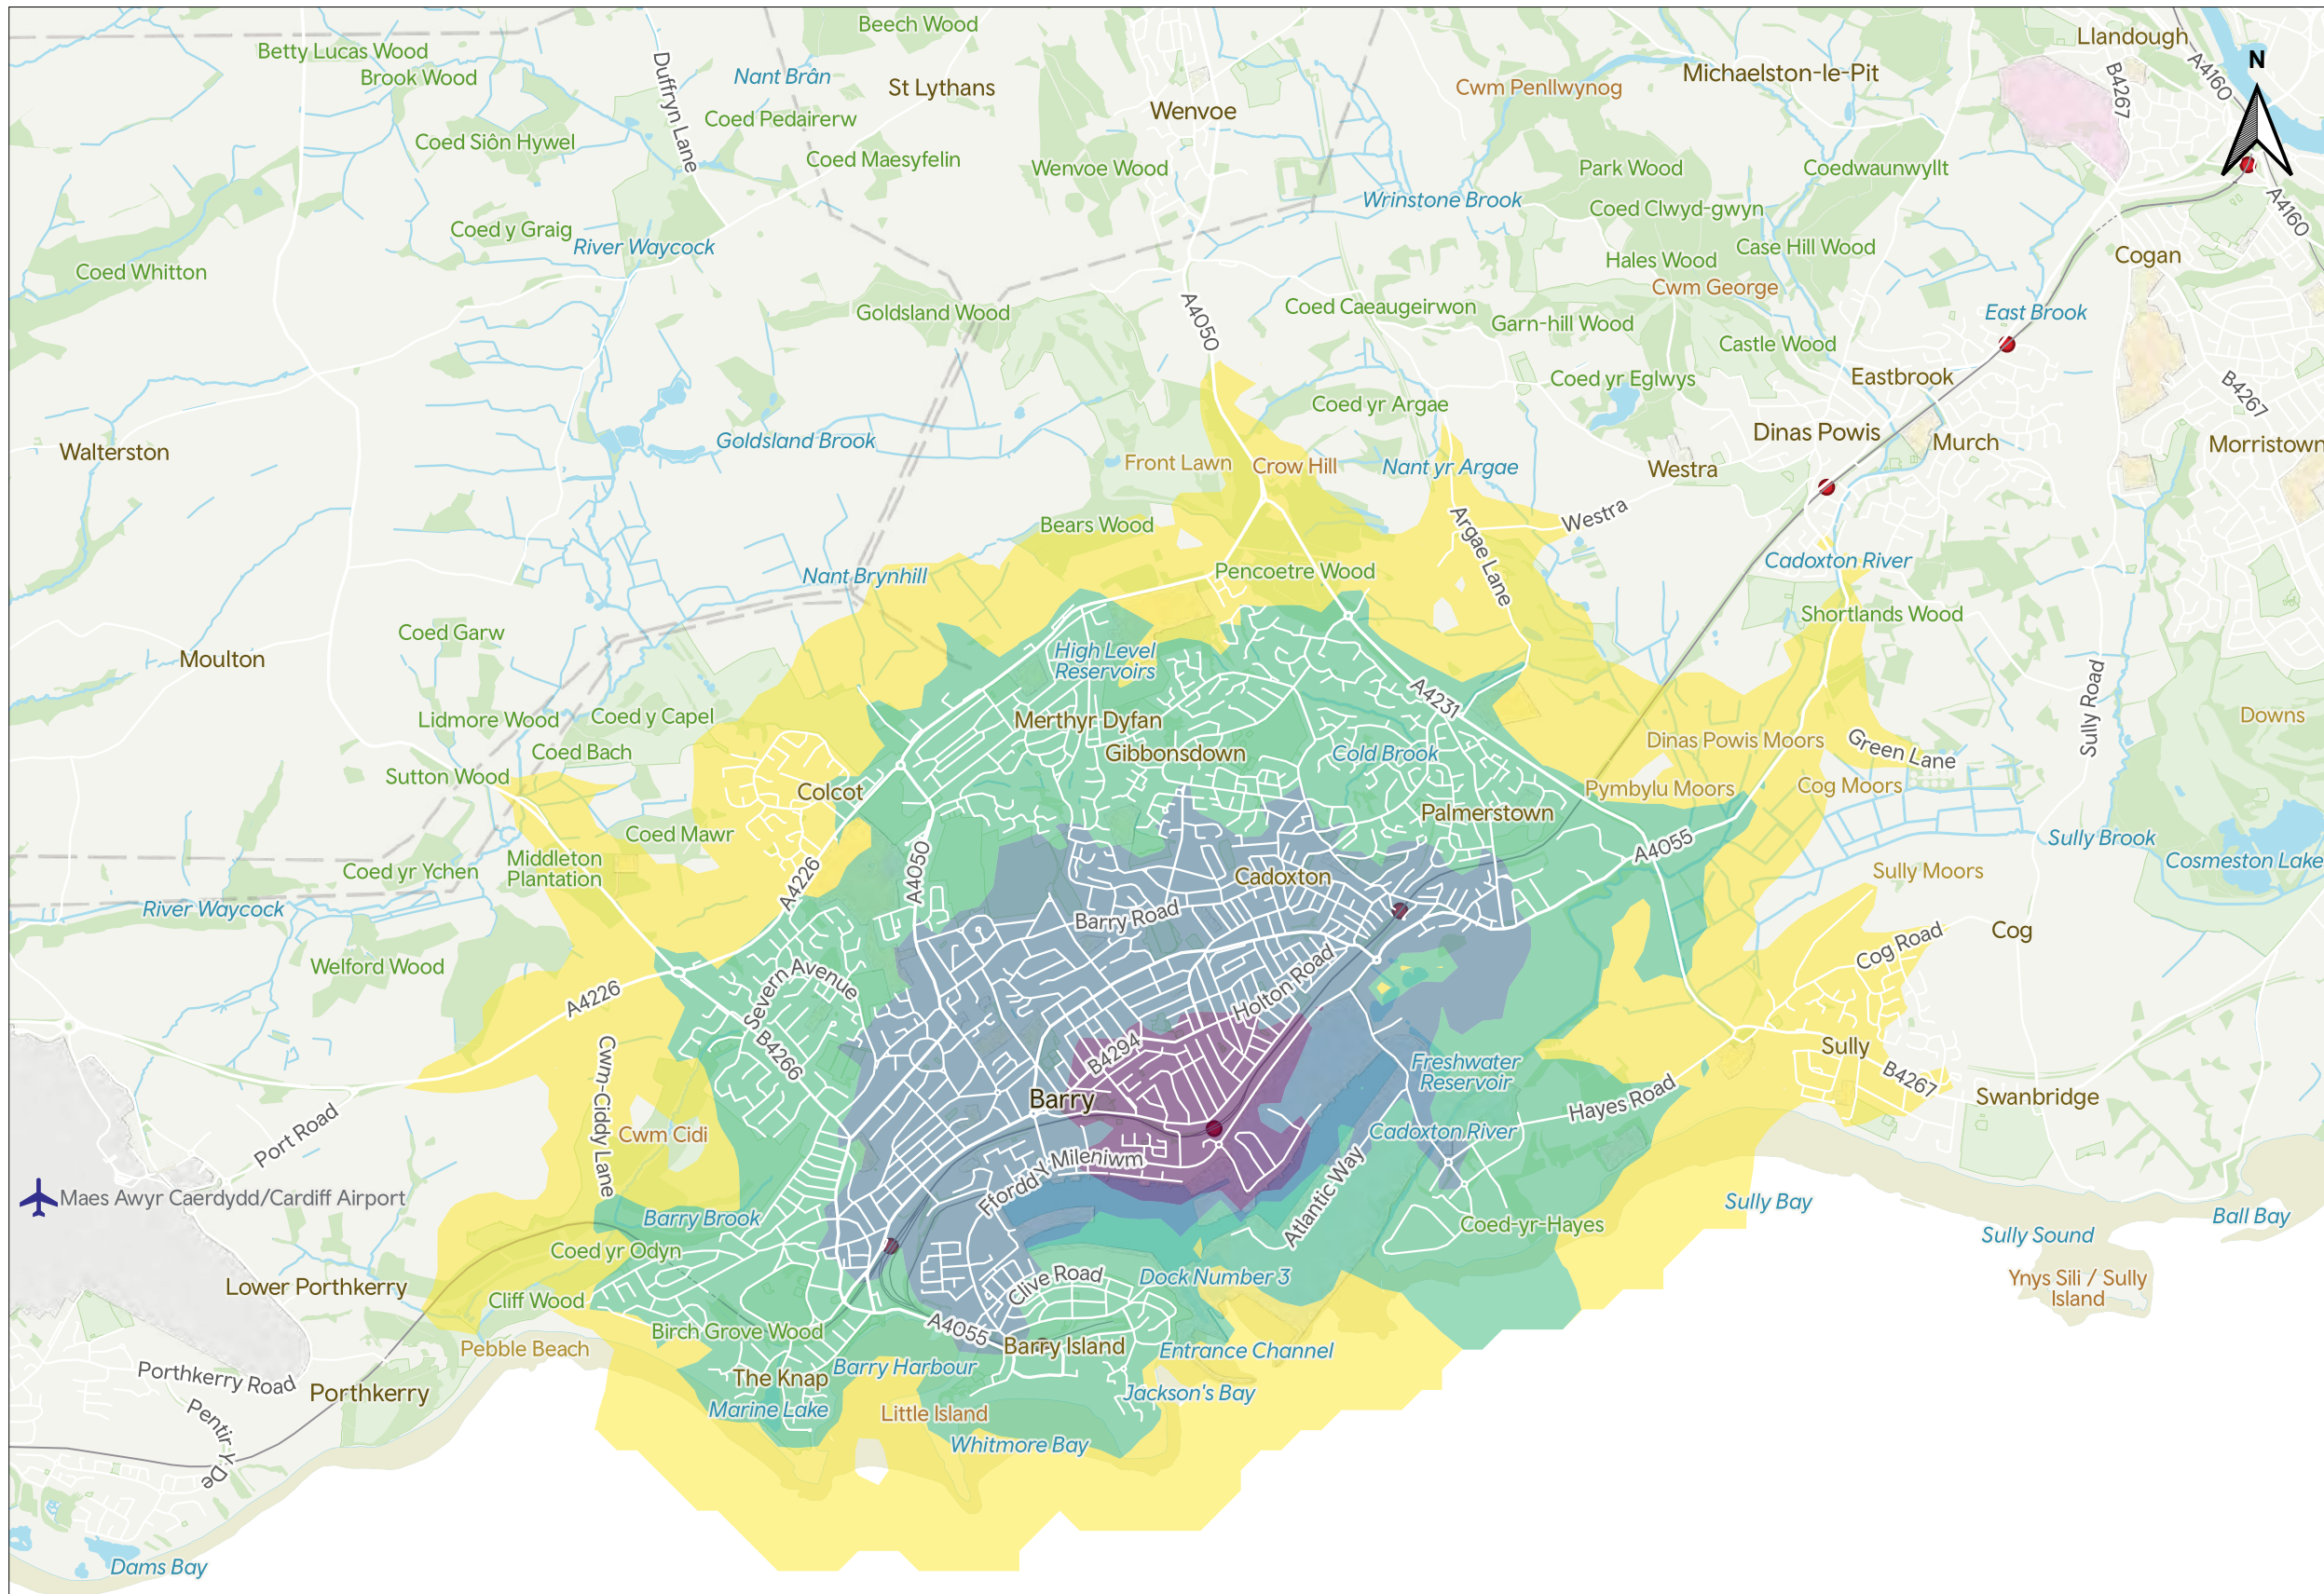 Beech Wood
Llandough
Betty Lucas Wood
Brook Wood
Nant Brân
St Lythans
Cwm Penllwynog
Michaelston-le-Pit
B4267
A4160
N
Duffryn Lane
Coed Pedairerw
Wenvoe
Coed Siôn Hywel
Coed Maesyfelin
Wenvoe Wood
Park Wood
Coedwaunwyllt
Wrinstone Brook
Coed Clwyd-gwyn
A4160
Coed y Graig
River Waycock
Case Hill Wood
Hales Wood
Cogan
Coed Whitton
Cwm George
Goldsland Wood
A4050
Coed Caeaugeirwon
Garn-hill Wood
East Brook
Castle Wood
Coed yr Eglwys
Eastbrook
B4267
Coed yr Argae
Goldsland Brook
Dinas Powis
Murch
Morristown
Walterston
Front Lawn
Crow Hill
Nant yr Argae
Westra
Bears Wood
Westra
Argae Lane
Cadoxton River
Nant Brynhill
Pencoetre Wood
Shortlands Wood
Coed Garw
Moulton
High Level
Reservoirs
Sully Road
Lidmore Wood
Coed y Capel
Merthyr Dyfan
A4231
Downs
Coed Bach
Gibbonsdown
Cold Brook
Dinas Powis Moors
Green Lane
Sutton Wood
Colcot
Pymbylu Moors
Cog Moors
Palmerstown
Coed Mawr
Sully Brook
Middleton
Plantation
Coed yr Ychen
A4226
A4050
A4055
Cosmeston Lake
Cadoxton
Sully Moors
River Waycock
Barry Road
Cog
Cog Road
Welford Wood
Severn Avenue
Holton Road
A4226
B4266
B4294
Sully
Freshwater
Reservoir
B4267
Cwm-Ciddy Lane
Barry
Hayes Road
Swanbridge
Port Road
Cwm Cidi
Cadoxton River
Ffordd Y Mileniwm
Maes Awyr Caerdydd/Cardiff Airport
Atlantic Way
Sully Bay
Barry Brook
Coed-yr-Hayes
Ball Bay
Sully Sound
Coed yr Odyn
Clive Road
Dock Number 3
Ynys Sili / Sully
Island
Lower Porthkerry
Cliff Wood
Birch Grove Wood
A4055
Barry Island
Entrance Channel
Pebble Beach
Barry Harbour
Porthkerry Road
The Knap
Porthkerry
Jackson's Bay
Marine Lake
Little Island
Pentir Y De
Whitmore Bay
Dams Bay